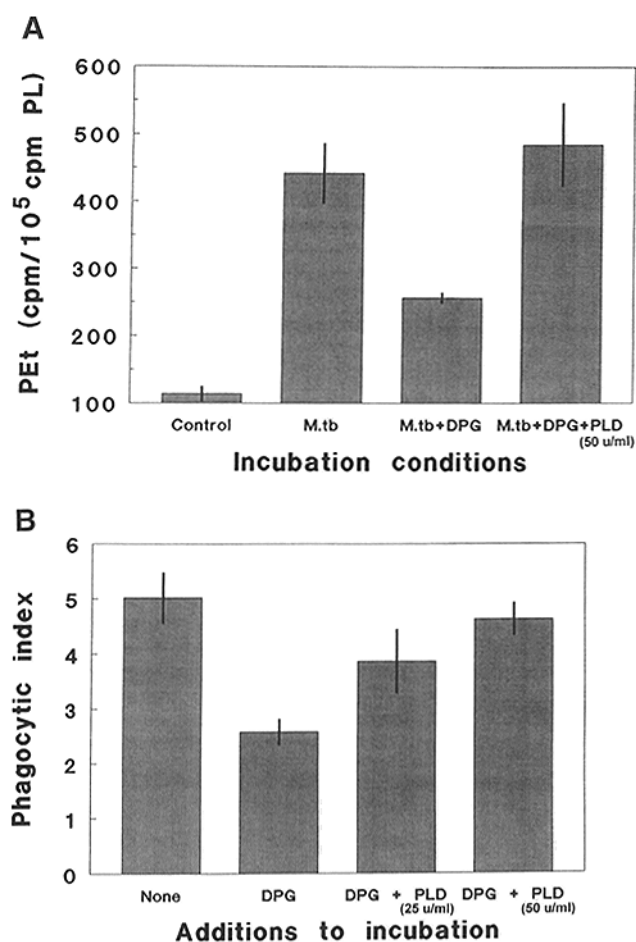 A
PEt (cpm/10⁵cpm PL)
600
500
400
300
200
100
Control M.tb M.tb+DPG M.tb+DPG+PLD
(50 u/ml)
Incubation conditions
B
Phagocytic index
6
5
4
3
2
1
0
None DPG DPG + PLD DPG + PLD
(25 u/ml) (50 u/ml)
Additions to incubation